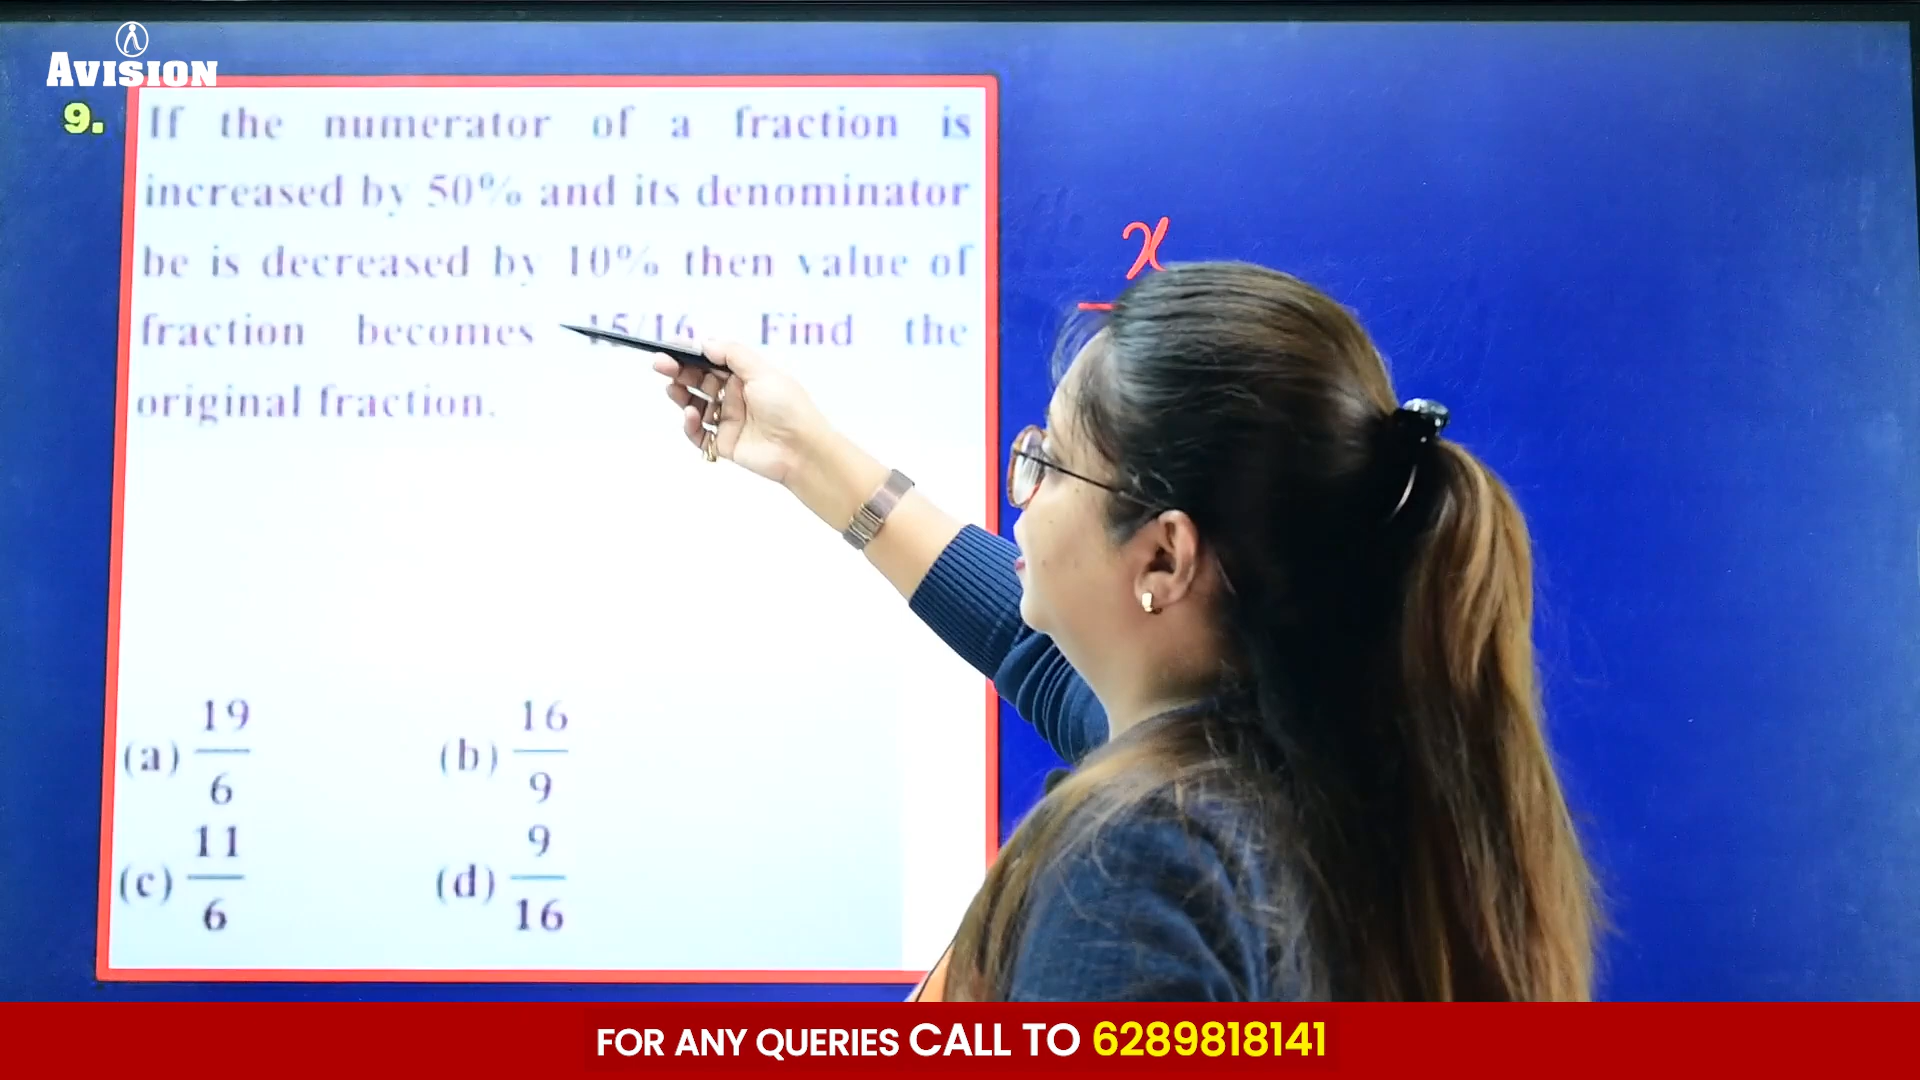 AVISION
9.
If the numerator of a fraction is
increased by 50% and its denominator
be is decreased by 10% then value of
fraction becomes 15/16. Find the
original fraction.
x
(a) 19/6
(b) 16/9
(c) 11/6
(d) 9/16
FOR ANY QUERIES CALL TO 6289818141